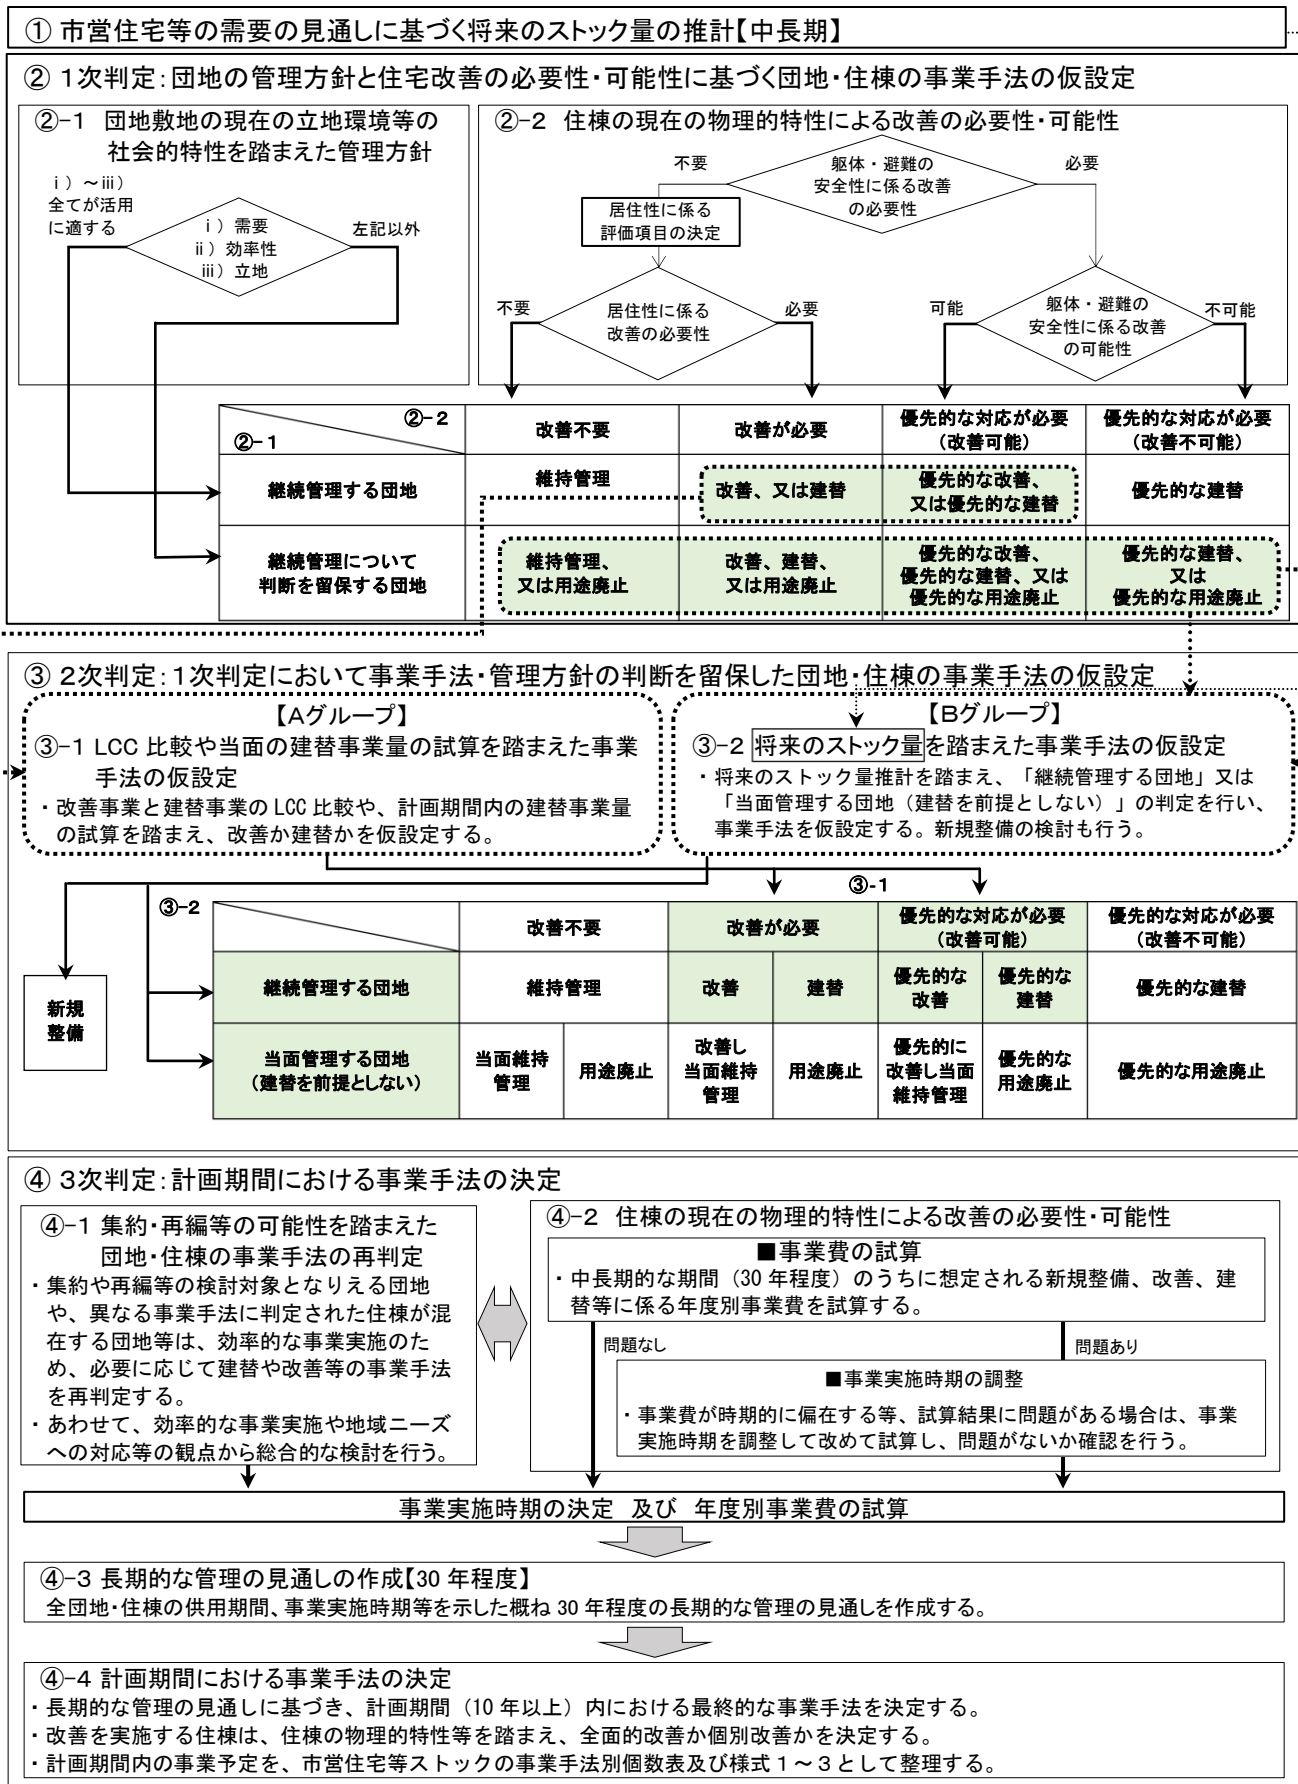 ① 市営住宅等の需要の見通しに基づく将来のストック量の推計【中長期】
② 1次判定：団地の管理方針と住宅改善の必要性・可能性に基づく団地・住棟の事業手法の仮設定
②-1 団地敷地の現在の立地環境等の
社会的特性を踏まえた管理方針
ⅰ）～ⅲ）
全てが活用
に適する
ⅰ）需要
ⅱ）効率性
ⅲ）立地
左記以外
②-2 住棟の現在の物理的特性による改善の必要性・可能性
不要
躯体・避難の
安全性に係る改善
の必要性
必要
居住性に係る
評価項目の決定
不要
居住性に係る
改善の必要性
必要
可能
躯体・避難の
安全性に係る改善
の可能性
不可能
②-2
②-1
改善不要
改善が必要
優先的な対応が必要
（改善可能）
優先的な対応が必要
（改善不可能）
継続管理する団地
維持管理
改善、又は建替
優先的な改善、
又は優先的な建替
優先的な建替
継続管理について
判断を留保する団地
維持管理、
又は用途廃止
改善、建替、
又は用途廃止
優先的な改善、
優先的な建替、又は
優先的な用途廃止
優先的な建替、
又は
優先的な用途廃止
③ 2次判定：1次判定において事業手法・管理方針の判断を留保した団地・住棟の事業手法の仮設定
【Aグループ】
③-1 LCC 比較や当面の建替事業量の試算を踏まえた事業
手法の仮設定
・改善事業と建替事業の LCC 比較や、計画期間内の建替事業量
の試算を踏まえ、改善か建替かを仮設定する。
【Bグループ】
③-2 将来のストック量を踏まえた事業手法の仮設定
・将来のストック量推計を踏まえ、「継続管理する団地」又は
「当面管理する団地（建替を前提としない）」の判定を行い、
事業手法を仮設定する。新規整備の検討も行う。
③-1
③-2
新規
整備
改善不要
改善が必要
優先的な対応が必要
（改善可能）
優先的な対応が必要
（改善不可能）
継続管理する団地
維持管理
改善
建替
優先的な
改善
優先的な
建替
優先的な建替
当面管理する団地
（建替を前提としない）
当面維持
管理
用途廃止
改善し
当面維持
管理
用途廃止
優先的に
改善し当面
維持管理
優先的な
用途廃止
優先的な用途廃止
④ 3次判定：計画期間における事業手法の決定
④-1 集約・再編等の可能性を踏まえた
団地・住棟の事業手法の再判定
・集約や再編等の検討対象となりえる団地
や、異なる事業手法に判定された住棟が混
在する団地等は、効率的な事業実施のた
め、必要に応じて建替や改善等の事業手法
を再判定する。
・あわせて、効率的な事業実施や地域ニーズ
への対応等の観点から総合的な検討を行う。
④-2 住棟の現在の物理的特性による改善の必要性・可能性
■事業費の試算
・中長期的な期間（30 年程度）のうちに想定される新規整備、改善、建
替等に係る年度別事業費を試算する。
問題なし
問題あり
■事業実施時期の調整
・事業費が時期的に偏在する等、試算結果に問題がある場合は、事業
実施時期を調整して改めて試算し、問題がないか確認を行う。
事業実施時期の決定 及び 年度別事業費の試算
④-3 長期的な管理の見通しの作成【30 年程度】
全団地・住棟の供用期間、事業実施時期等を示した概ね 30 年程度の長期的な管理の見通しを作成する。
④-4 計画期間における事業手法の決定
・長期的な管理の見通しに基づき、計画期間（10 年以上）内における最終的な事業手法を決定する。
・改善を実施する住棟は、住棟の物理的特性等を踏まえ、全面的改善か個別改善かを決定する。
・計画期間内の事業予定を、市営住宅等ストックの事業手法別個数表及び様式１～３として整理する。